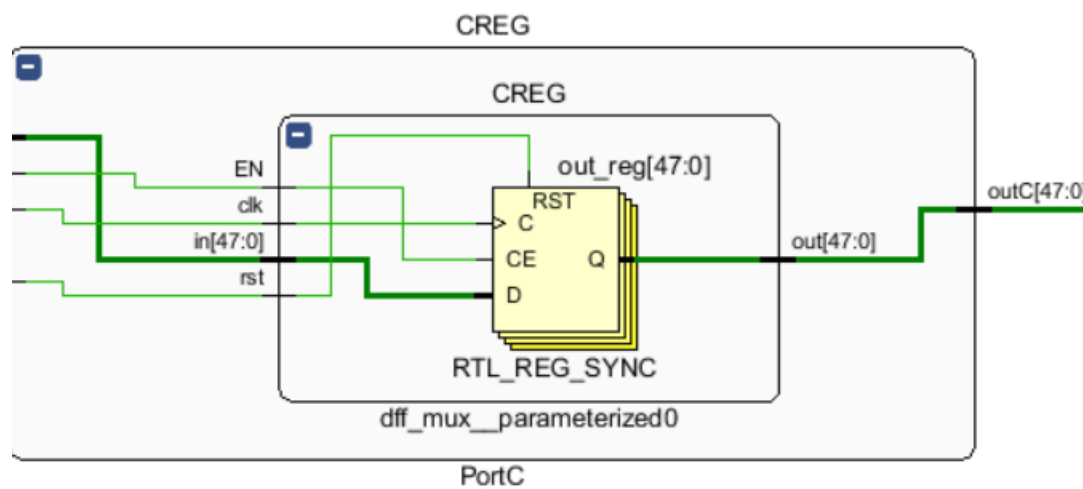 CREG
CREG
EN
out_reg[47:0]
RST
clk
C
outC[47:0]
in[47:0]
CE
Q
out[47:0]
rst
D
RTL_REG_SYNC
dff_mux__parameterized0
PortC